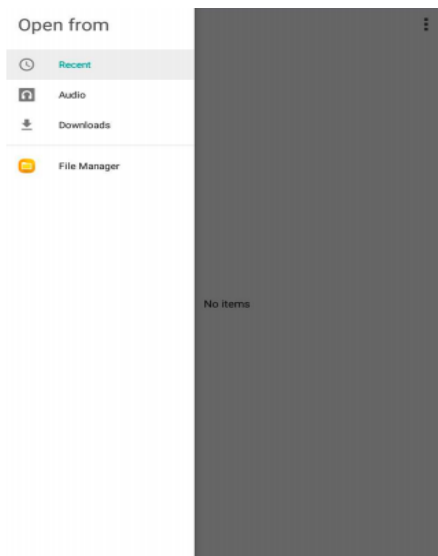 Open from
Recent
Audio
Downloads
File Manager
No items